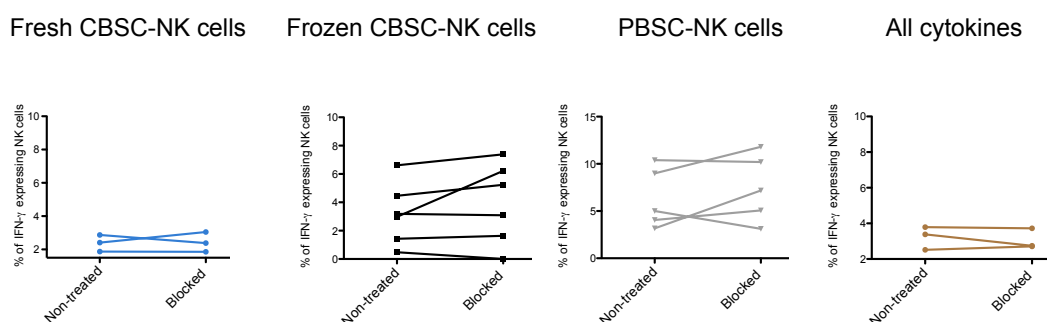 Fresh CBSC-NK cells
Frozen CBSC-NK cells
PBSC-NK cells
All cytokines
% of IFN-γ expressing NK cells
10
8
6
4
2
Non-treated
Blocked
% of IFN-γ expressing NK cells
10
8
6
4
2
0
Non-treated
Blocked
% of IFN-γ expressing NK cells
15
10
5
0
Non-treated
Blocked
% of IFN-γ expressing NK cells
10
8
6
4
2
Non-treated
Blocked